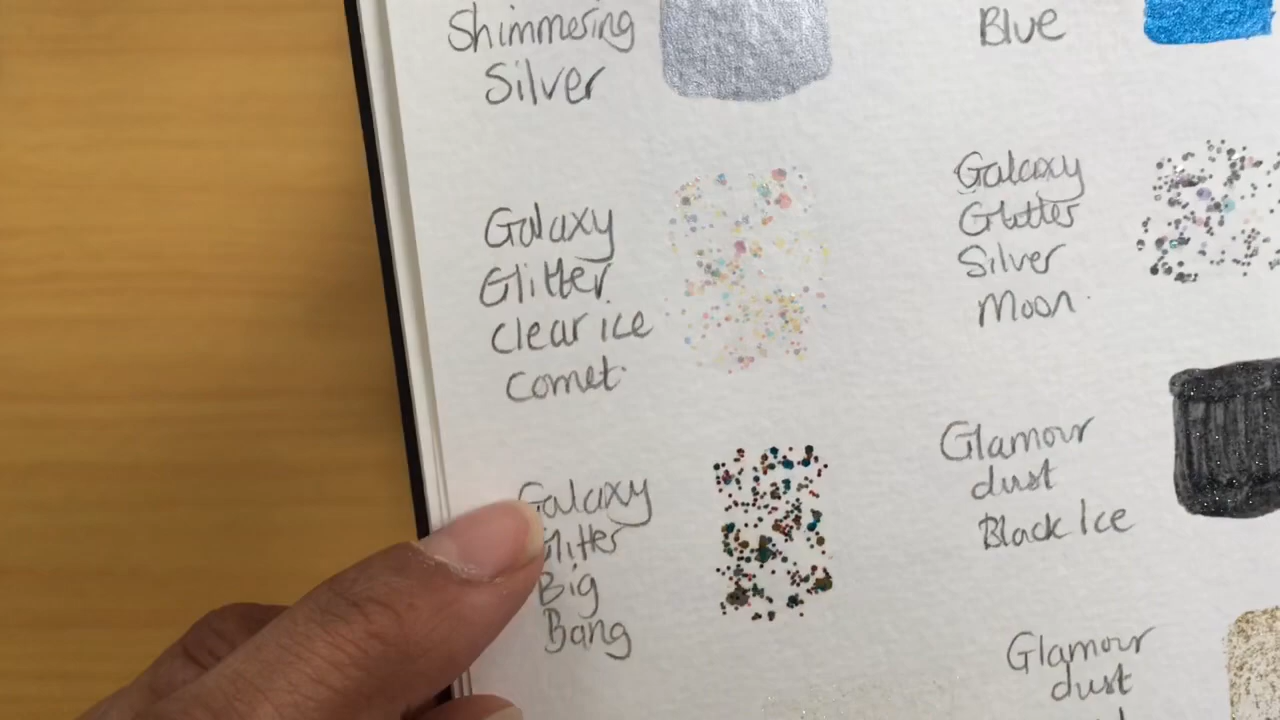 Shimmering
Silver
Blue
Galaxy
Glitter
Clear ice
Comet.
Galaxy
Glitter
Silver
Moon.
Galaxy
Glitter
Big
Bang
Glamour
dust
Black Ice
Glamour
dust